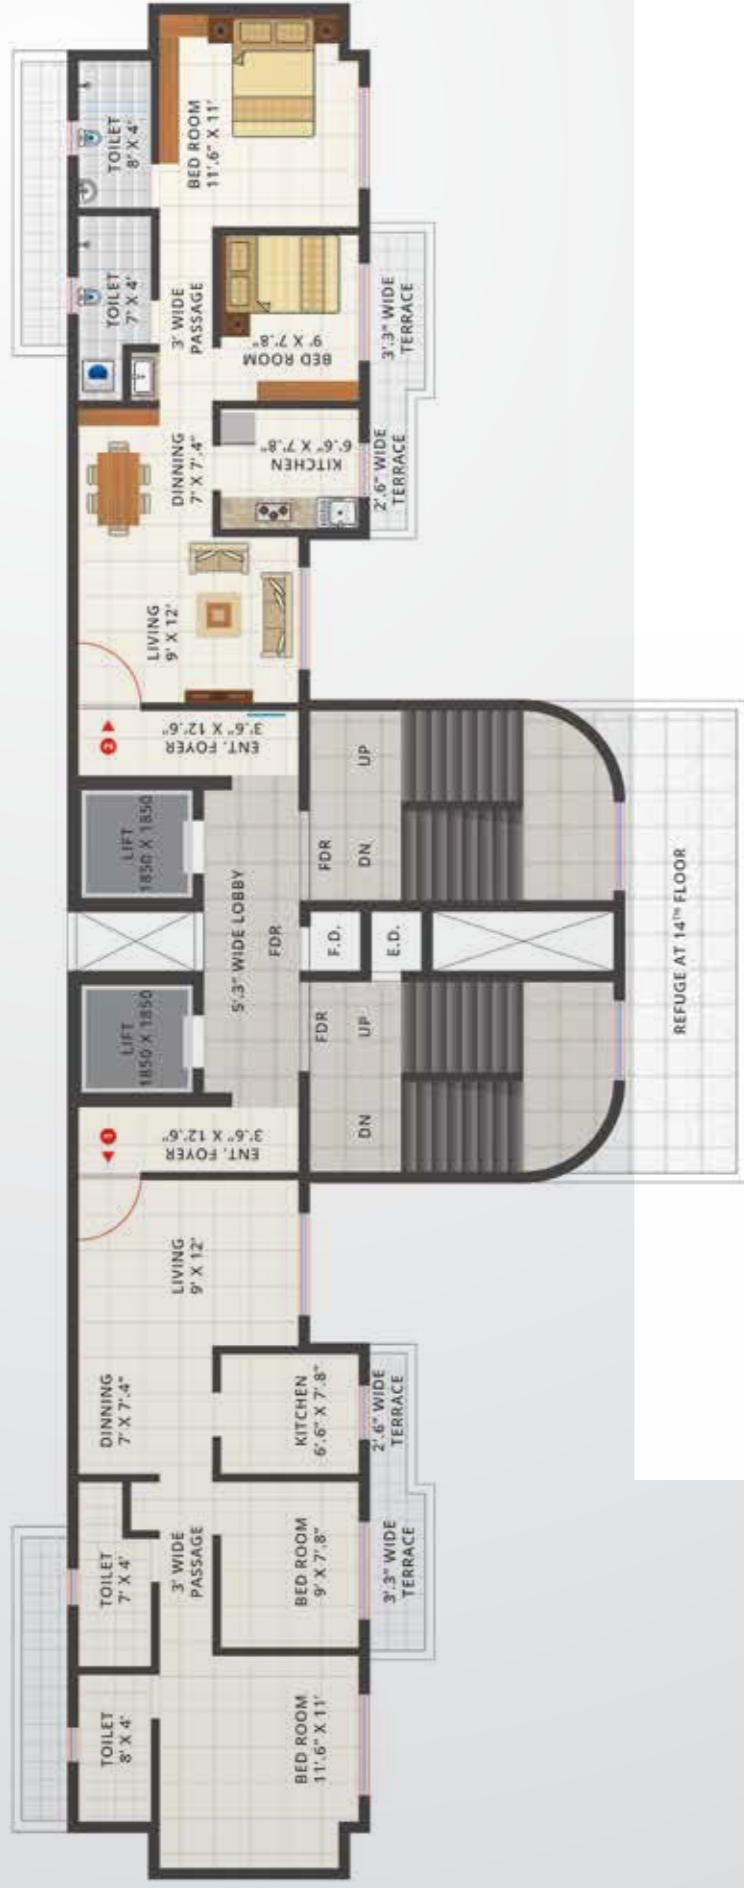 TOILET
8' X 4'
BED ROOM
11'.6" X 11'
TOILET
7' X 4'
3' WIDE
PASSAGE
BED ROOM
9' X 7'.8"
3'.3" WIDE
TERRACE
DINNING
7' X 7'.4"
KITCHEN
6'.6" X 7'.8"
2'.6" WIDE
TERRACE
LIVING
9' X 12'
2
ENT. FOYER
3'.6" X 12'.6"
LIFT
1850 X 1850
UP
DN
FDR
5'.3" WIDE LOBBY
FDR
F.D.
E.D.
REFUGE AT 14TH FLOOR
LIFT
1850 X 1850
FDR
UP
DN
1
ENT. FOYER
3'.6" X 12'.6"
LIVING
9' X 12'
DINNING
7' X 7'.4"
KITCHEN
6'.6" X 7'.8"
2'.6" WIDE
TERRACE
TOILET
7' X 4'
3' WIDE
PASSAGE
BED ROOM
9' X 7'.8"
3'.3" WIDE
TERRACE
TOILET
8' X 4'
BED ROOM
11'.6" X 11'